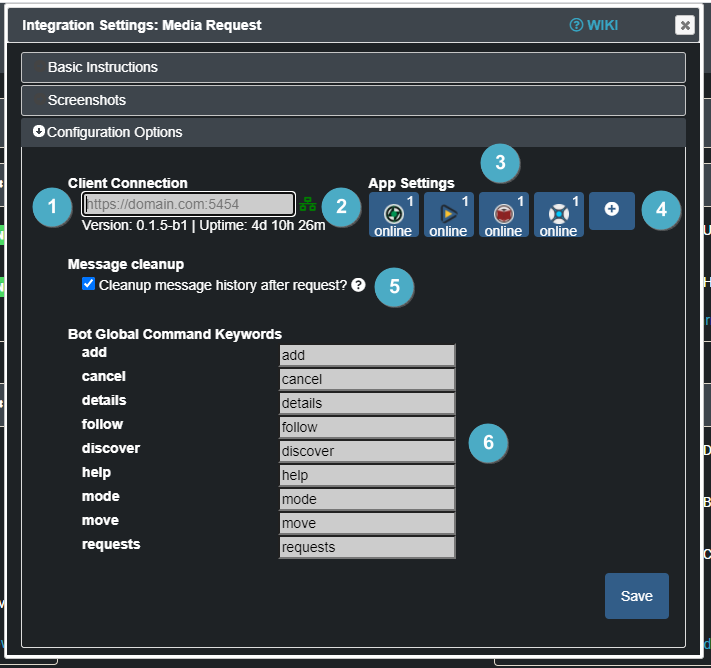 Integration Settings: Media Request
? WIKI
Basic Instructions
Screenshots
Configuration Options
3
Client Connection
App Settings
1
https://domain.com:5454
2
1
1
1
1
4
online
online
online
online
Version: 0.1.5-b1 | Uptime: 4d 10h 26m
Message cleanup
Cleanup message history after request? ?
5
Bot Global Command Keywords
add add
cancel cancel
details details
follow follow
discover discover
6
help help
mode mode
move move
requests requests
Save